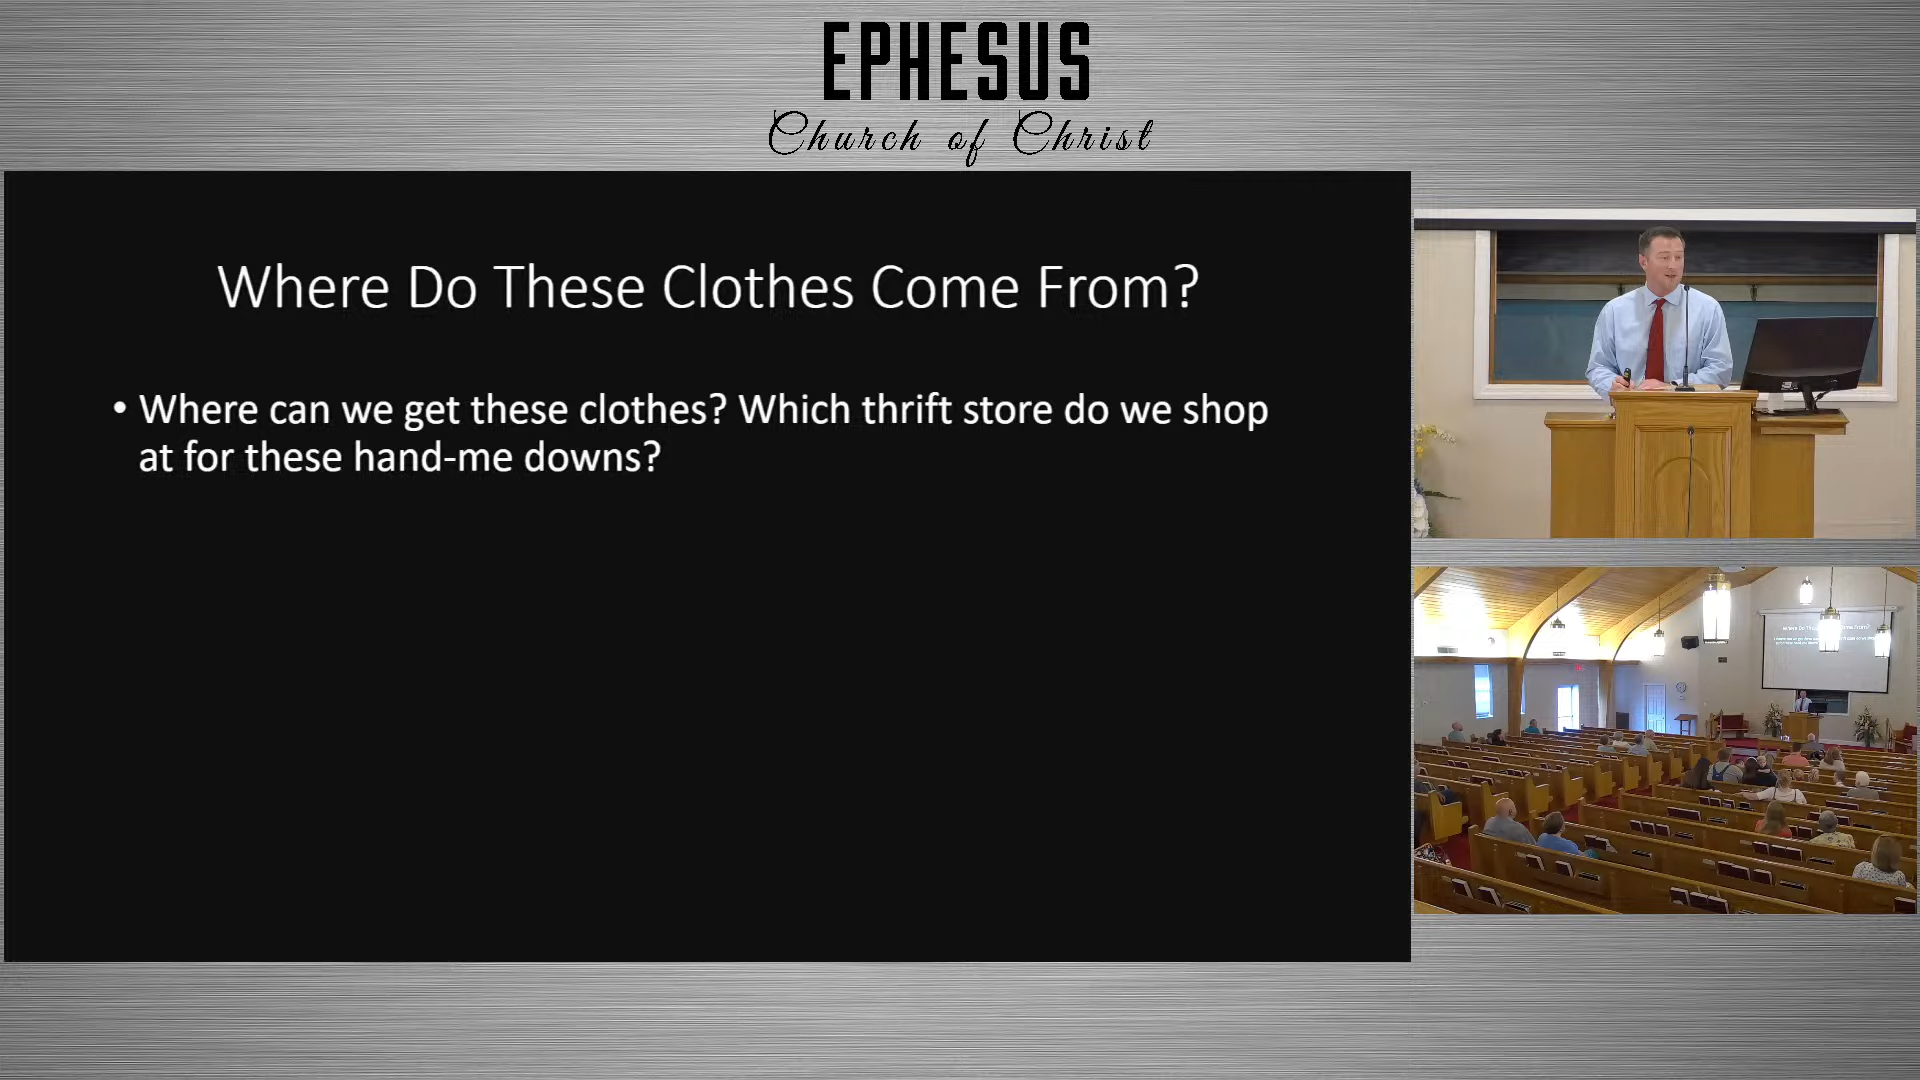 EPHESUS
Church of Christ
Where Do These Clothes Come From?
• Where can we get these clothes? Which thrift store do we shop
at for these hand-me downs?